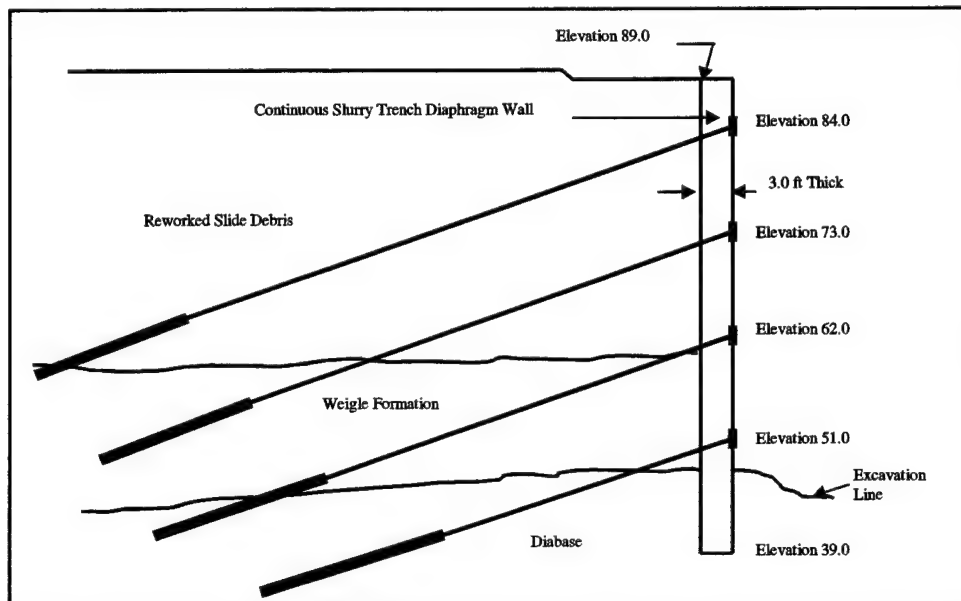 Elevation 89.0
Continuous Slurry Trench Diaphragm Wall
Elevation 84.0
3.0 ft Thick
Reworked Slide Debris
Elevation 73.0
Elevation 62.0
Weigle Formation
Elevation 51.0
Excavation
Line
Diabase
Elevation 39.0